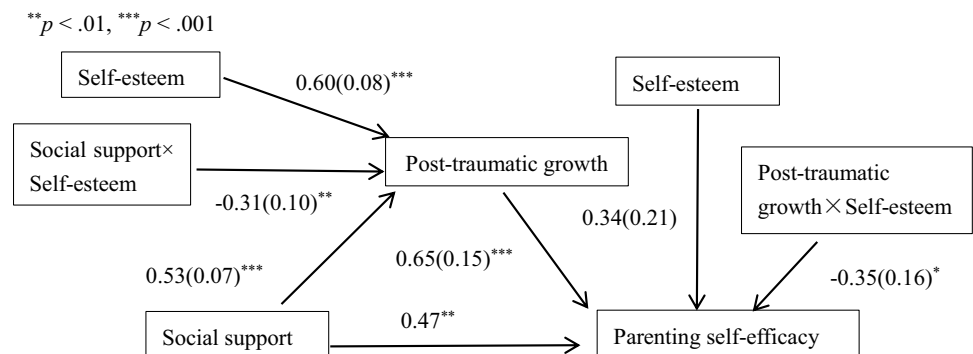 **p < .01, ***p < .001
Self-esteem
0.60(0.08)***
Self-esteem
Social support×
Self-esteem
Post-traumatic growth
-0.31(0.10)**
Post-traumatic
growth×Self-esteem
0.34(0.21)
0.53(0.07)***
0.65(0.15)***
-0.35(0.16)*
Social support
0.47**
Parenting self-efficacy